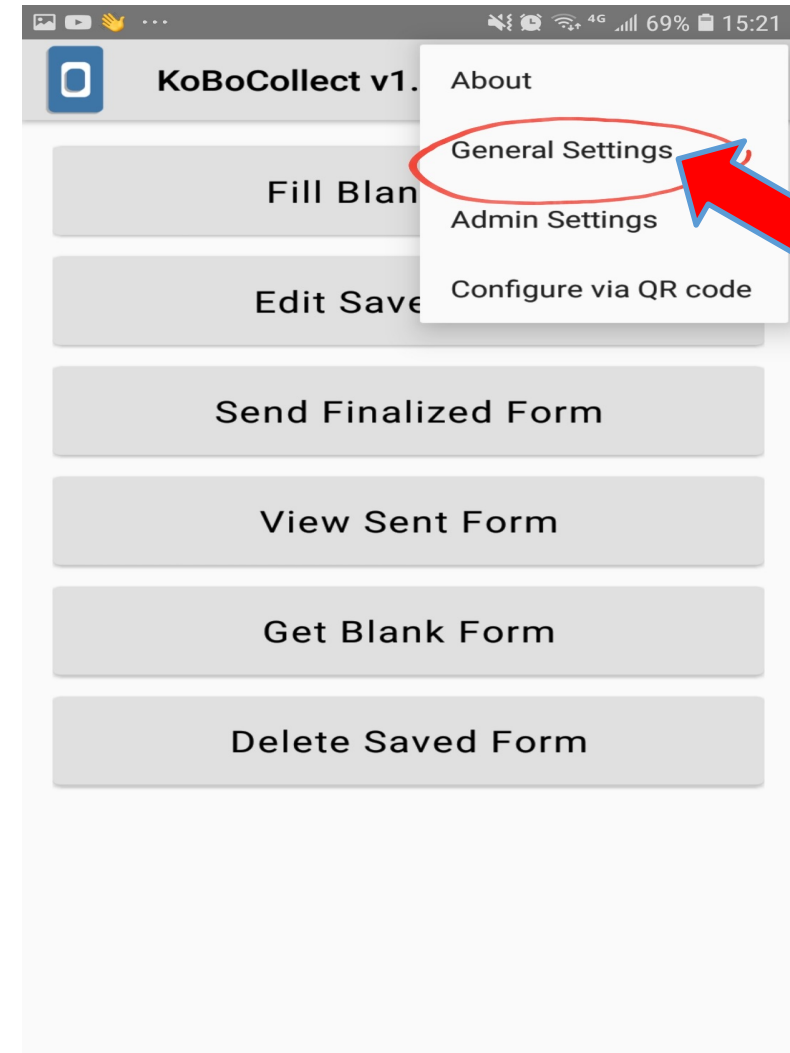 4G 69% 15:21
KoBoCollect v1.
About
General Settings
Admin Settings
Configure via QR code
Fill Blan
Edit Save
Send Finalized Form
View Sent Form
Get Blank Form
Delete Saved Form